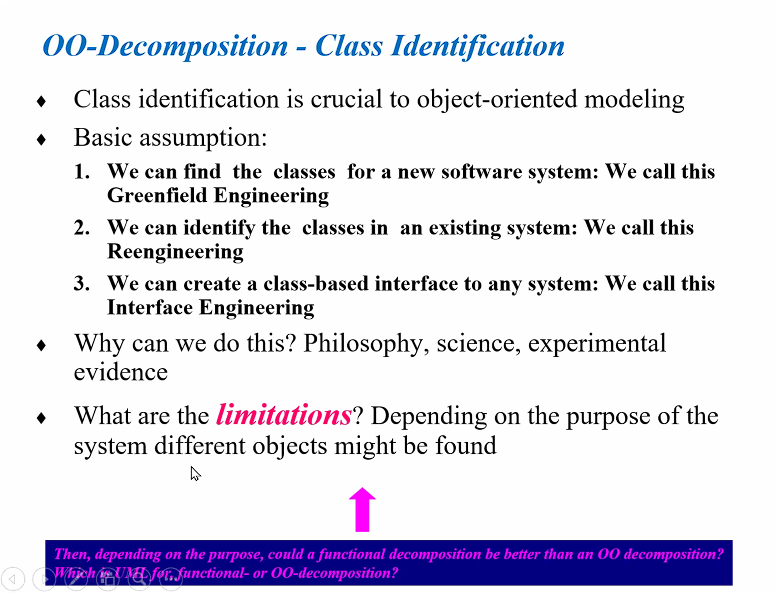 OO-Decomposition - Class Identification
♦ Class identification is crucial to object-oriented modeling
♦ Basic assumption:
1. We can find the classes for a new software system: We call this
Greenfield Engineering
2. We can identify the classes in an existing system: We call this
Reengineering
3. We can create a class-based interface to any system: We call this
Interface Engineering
♦ Why can we do this? Philosophy, science, experimental
evidence
♦ What are the limitations? Depending on the purpose of the
system different objects might be found
Then, depending on the purpose, could a functional decomposition be better than an OO decomposition?
Which is UML for, functional- or OO-decomposition?